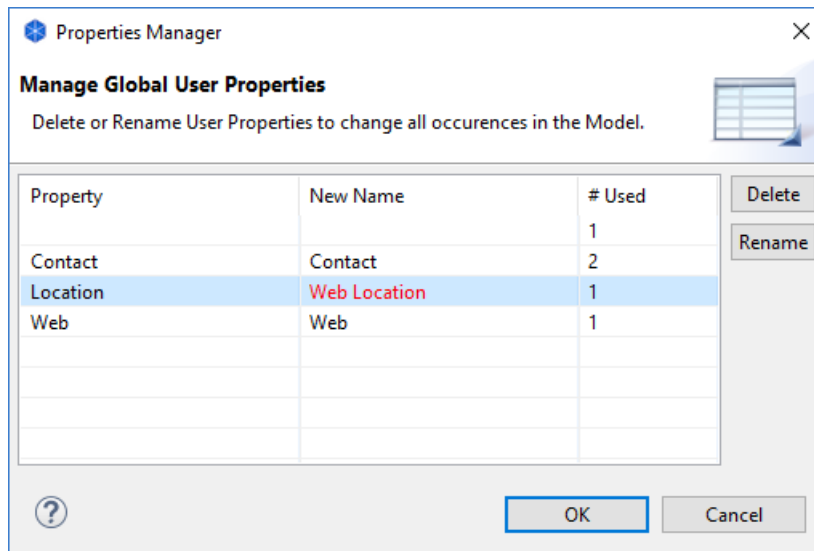 Properties Manager
Manage Global User Properties
Delete or Rename User Properties to change all occurences in the Model.
Property New Name # Used
1
Contact Contact 2
Location Web Location 1
Web Web 1
Delete
Rename
?
OK Cancel